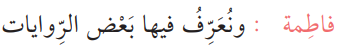 فاطِمة : ونُعَرِّفُ فيها بَعْض الرِّوايات